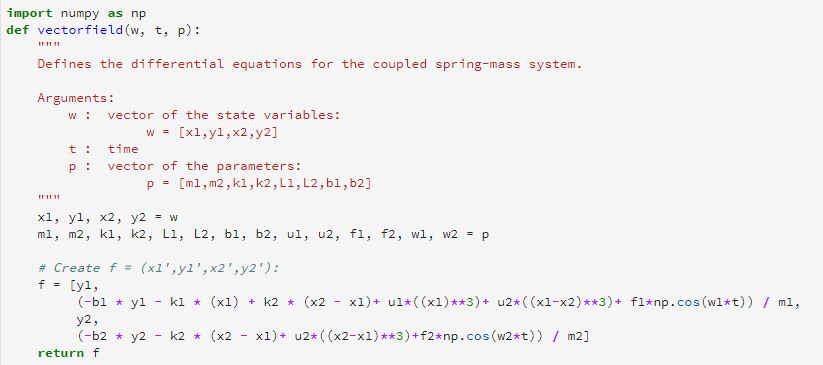 import numpy as np
def vectorfield(w, t, p):
    """
    Defines the differential equations for the coupled spring-mass system.

    Arguments:
        w :  vector of the state variables:
                  w = [x1,y1,x2,y2]
        t :  time
        p :  vector of the parameters:
                  p = [m1,m2,k1,k2,L1,L2,b1,b2]
    """
    x1, y1, x2, y2 = w
    m1, m2, k1, k2, L1, L2, b1, b2, u1, u2, f1, f2, w1, w2 = p

    # Create f = (x1',y1',x2',y2'):
    f = [y1,
         (-b1 * y1 - k1 * (x1) + k2 * (x2 - x1)+ u1*((x1)**3)+ u2*((x1-x2)**3)+ f1*np.cos(w1*t)) / m1,
         y2,
         (-b2 * y2 - k2 * (x2 - x1)+ u2*((x2-x1)**3)+f2*np.cos(w2*t)) / m2]
    return f